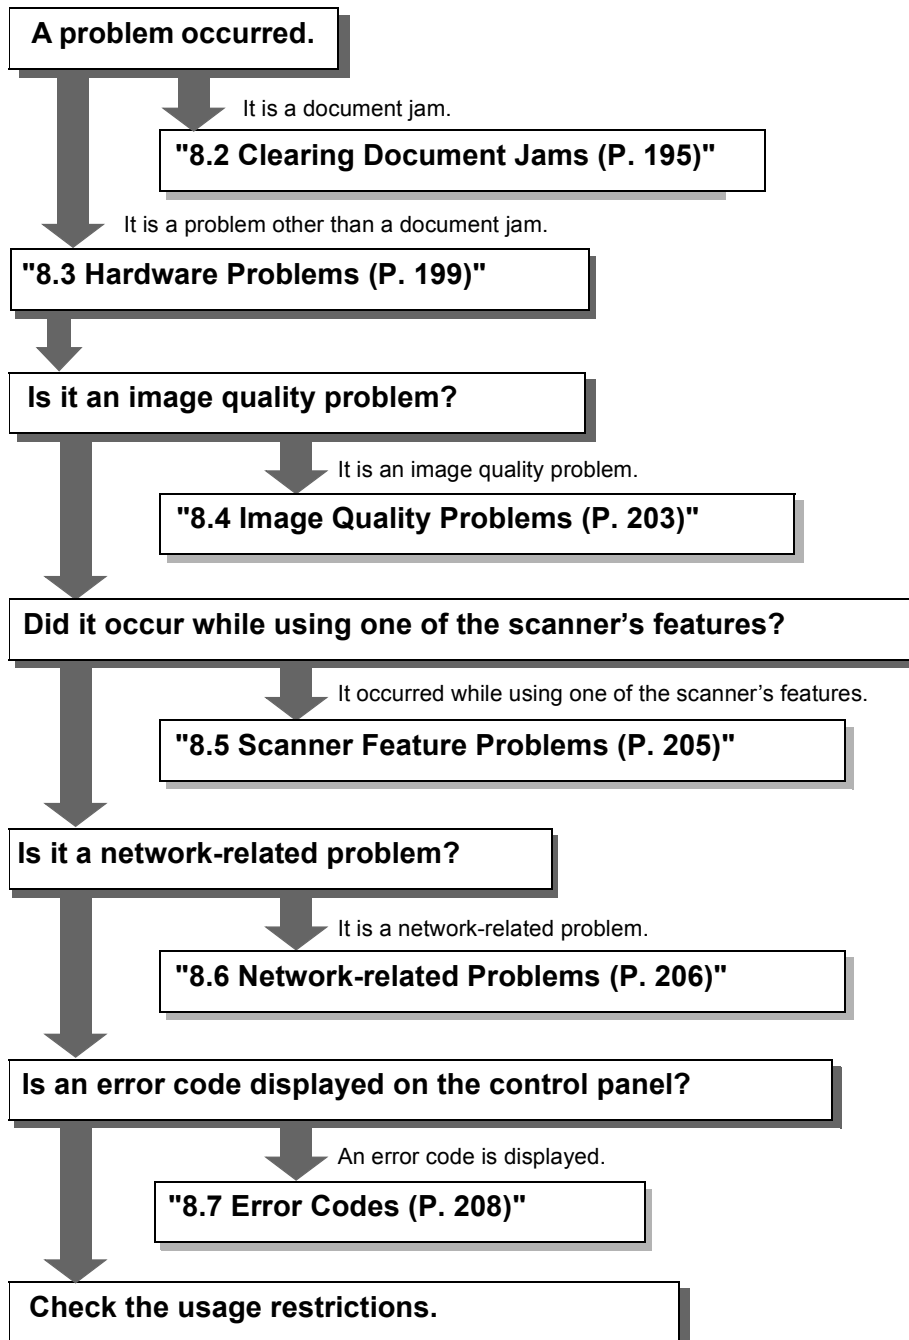 A problem occurred.
It is a document jam.
"8.2 Clearing Document Jams (P. 195)"
It is a problem other than a document jam.
"8.3 Hardware Problems (P. 199)"
Is it an image quality problem?
It is an image quality problem.
"8.4 Image Quality Problems (P. 203)"
Did it occur while using one of the scanner’s features?
It occurred while using one of the scanner’s features.
"8.5 Scanner Feature Problems (P. 205)"
Is it a network-related problem?
It is a network-related problem.
"8.6 Network-related Problems (P. 206)"
Is an error code displayed on the control panel?
An error code is displayed.
"8.7 Error Codes (P. 208)"
Check the usage restrictions.